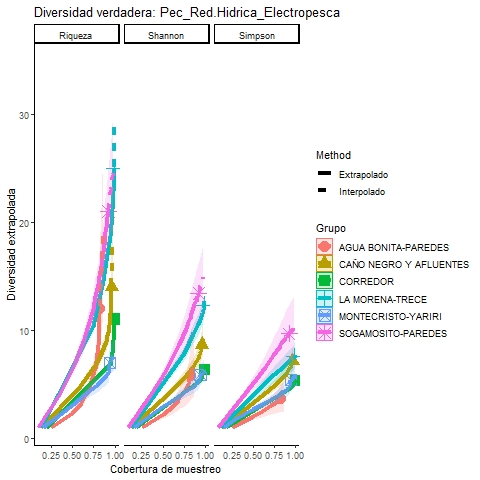 Diversidad verdadera: Pec_Red.Hidrica_Electropesca
Riqueza
Shannon
Simpson
30
20
10
0
Diversidad extrapolada
0.25 0.50 0.75 1.00
0.25 0.50 0.75 1.00
0.25 0.50 0.75 1.00
Cobertura de muestreo
Method
Extrapolado
Interpolado
Grupo
AGUA BONITA-PAREDES
CAÑO NEGRO Y AFLUENTES
CORREDOR
LA MORENA-TRECE
MONTECRISTO-YARIRI
SOGAMOSITO-PAREDES